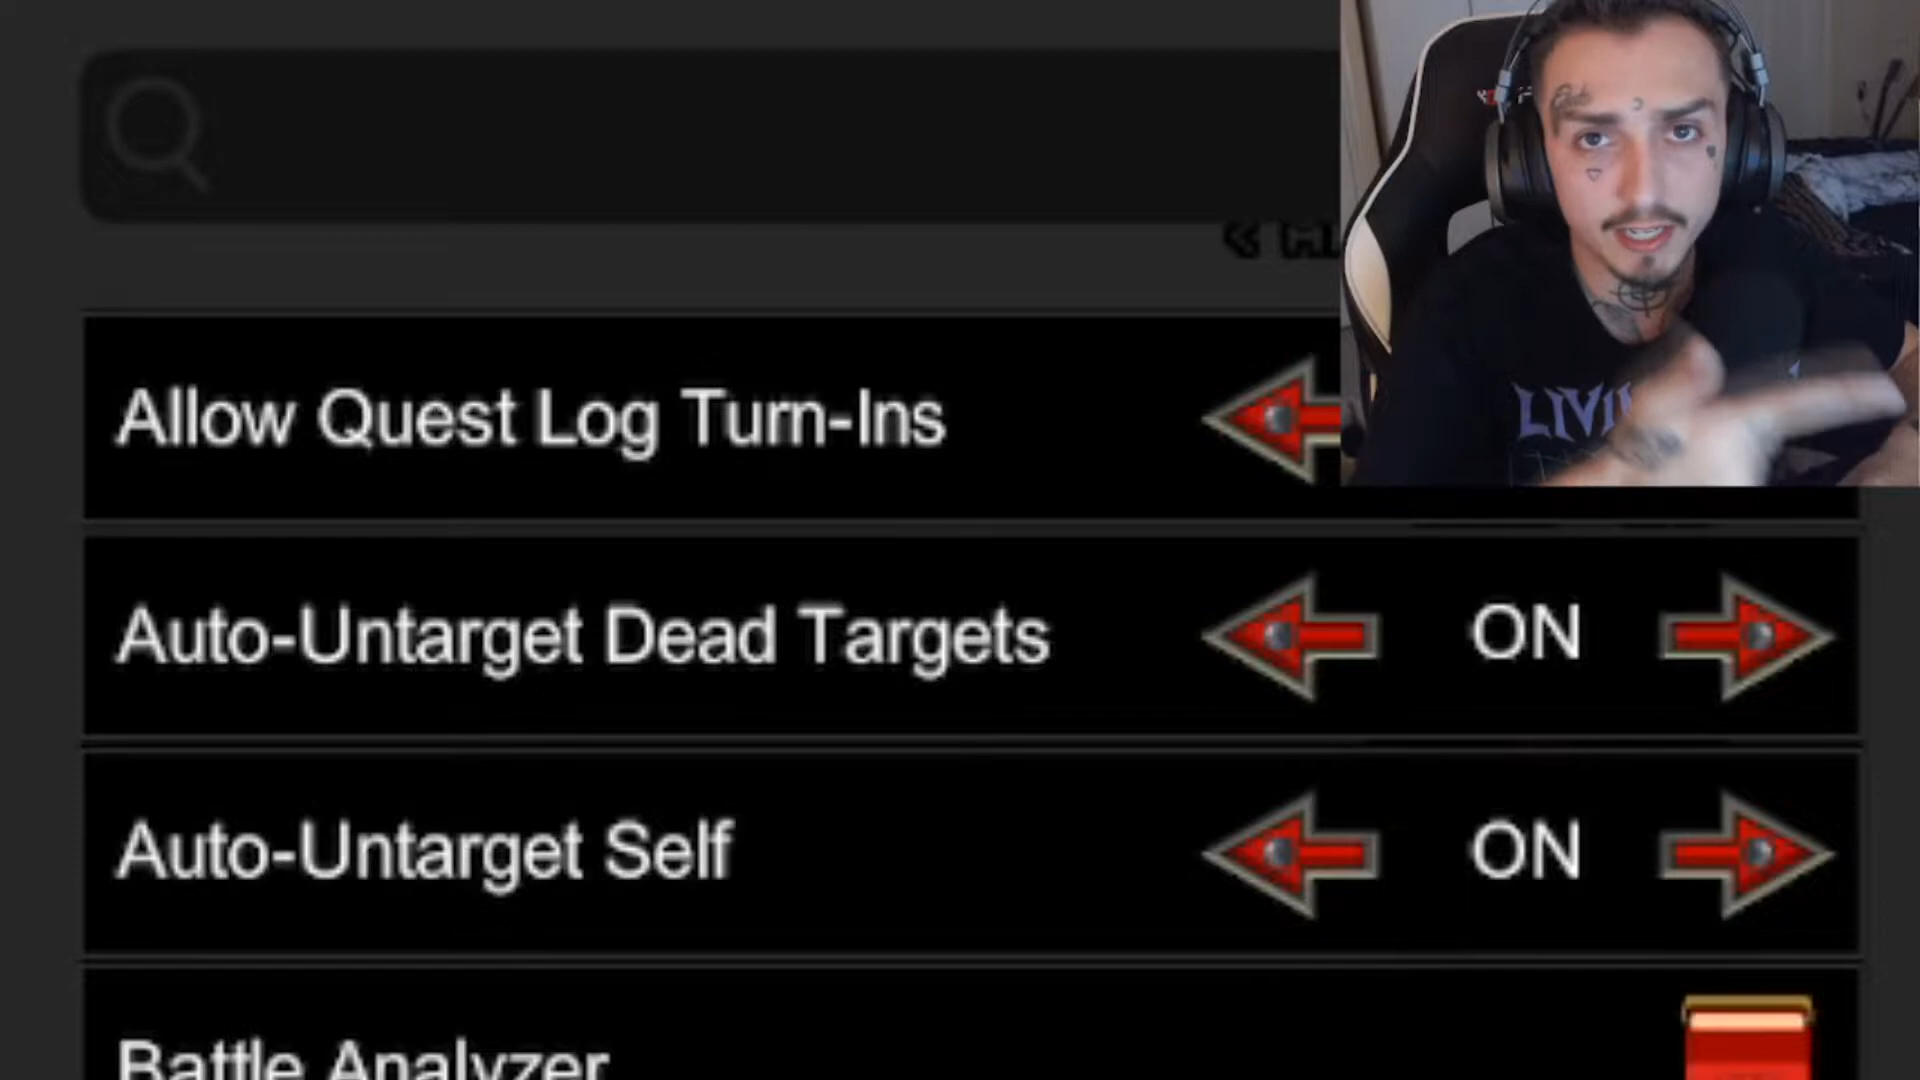 Allow Quest Log Turn-Ins
Auto-Untarget Dead Targets ON
Auto-Untarget Self ON
Battle Analyzer